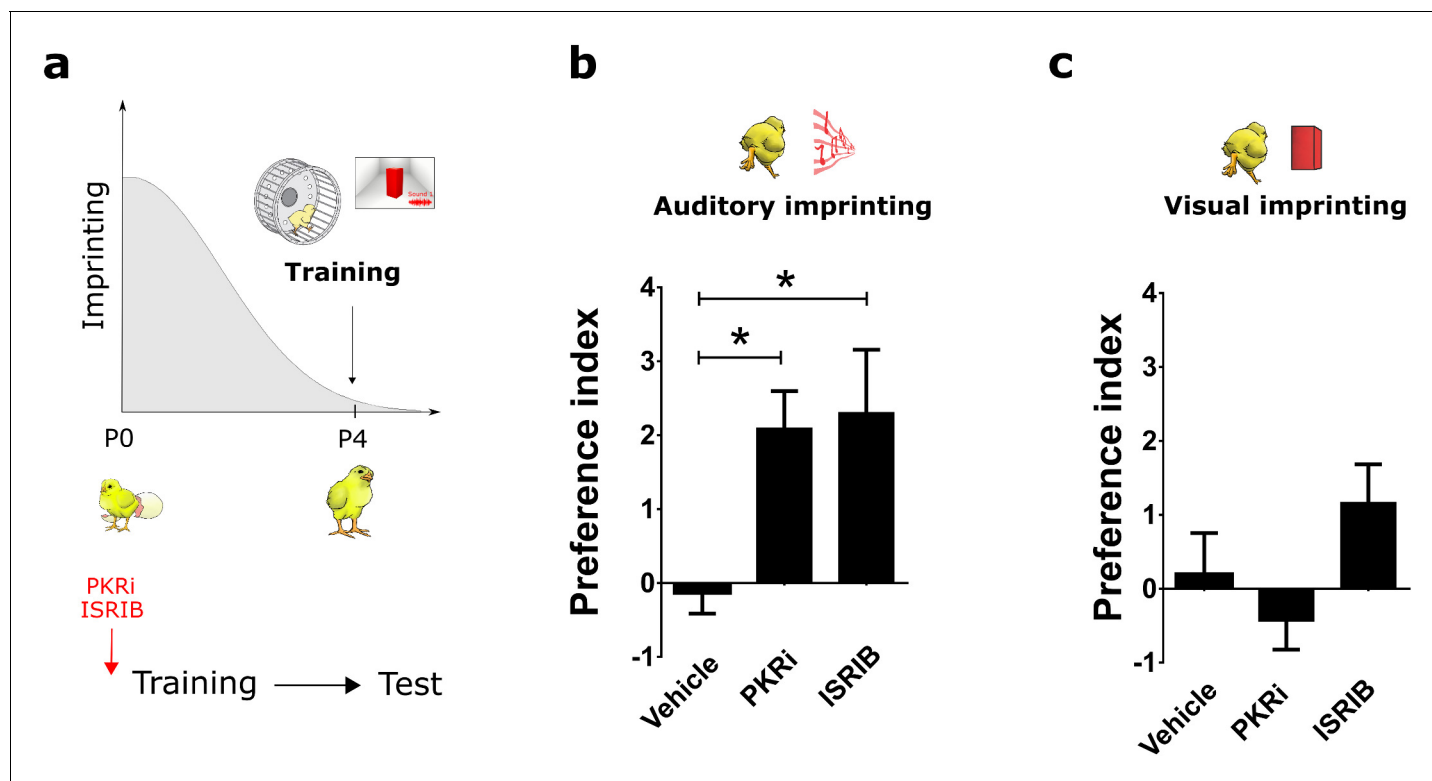 a
Imprinting
Sound 1
Training
P0
P4
PKRi
ISRIB
Training
Test
b
Auditory imprinting
Preference index
4
3
2
1
0
-1
*
*
Vehicle
PKRi
ISRIB
c
Visual imprinting
Preference index
4
3
2
1
0
-1
Vehicle
PKRi
ISRIB